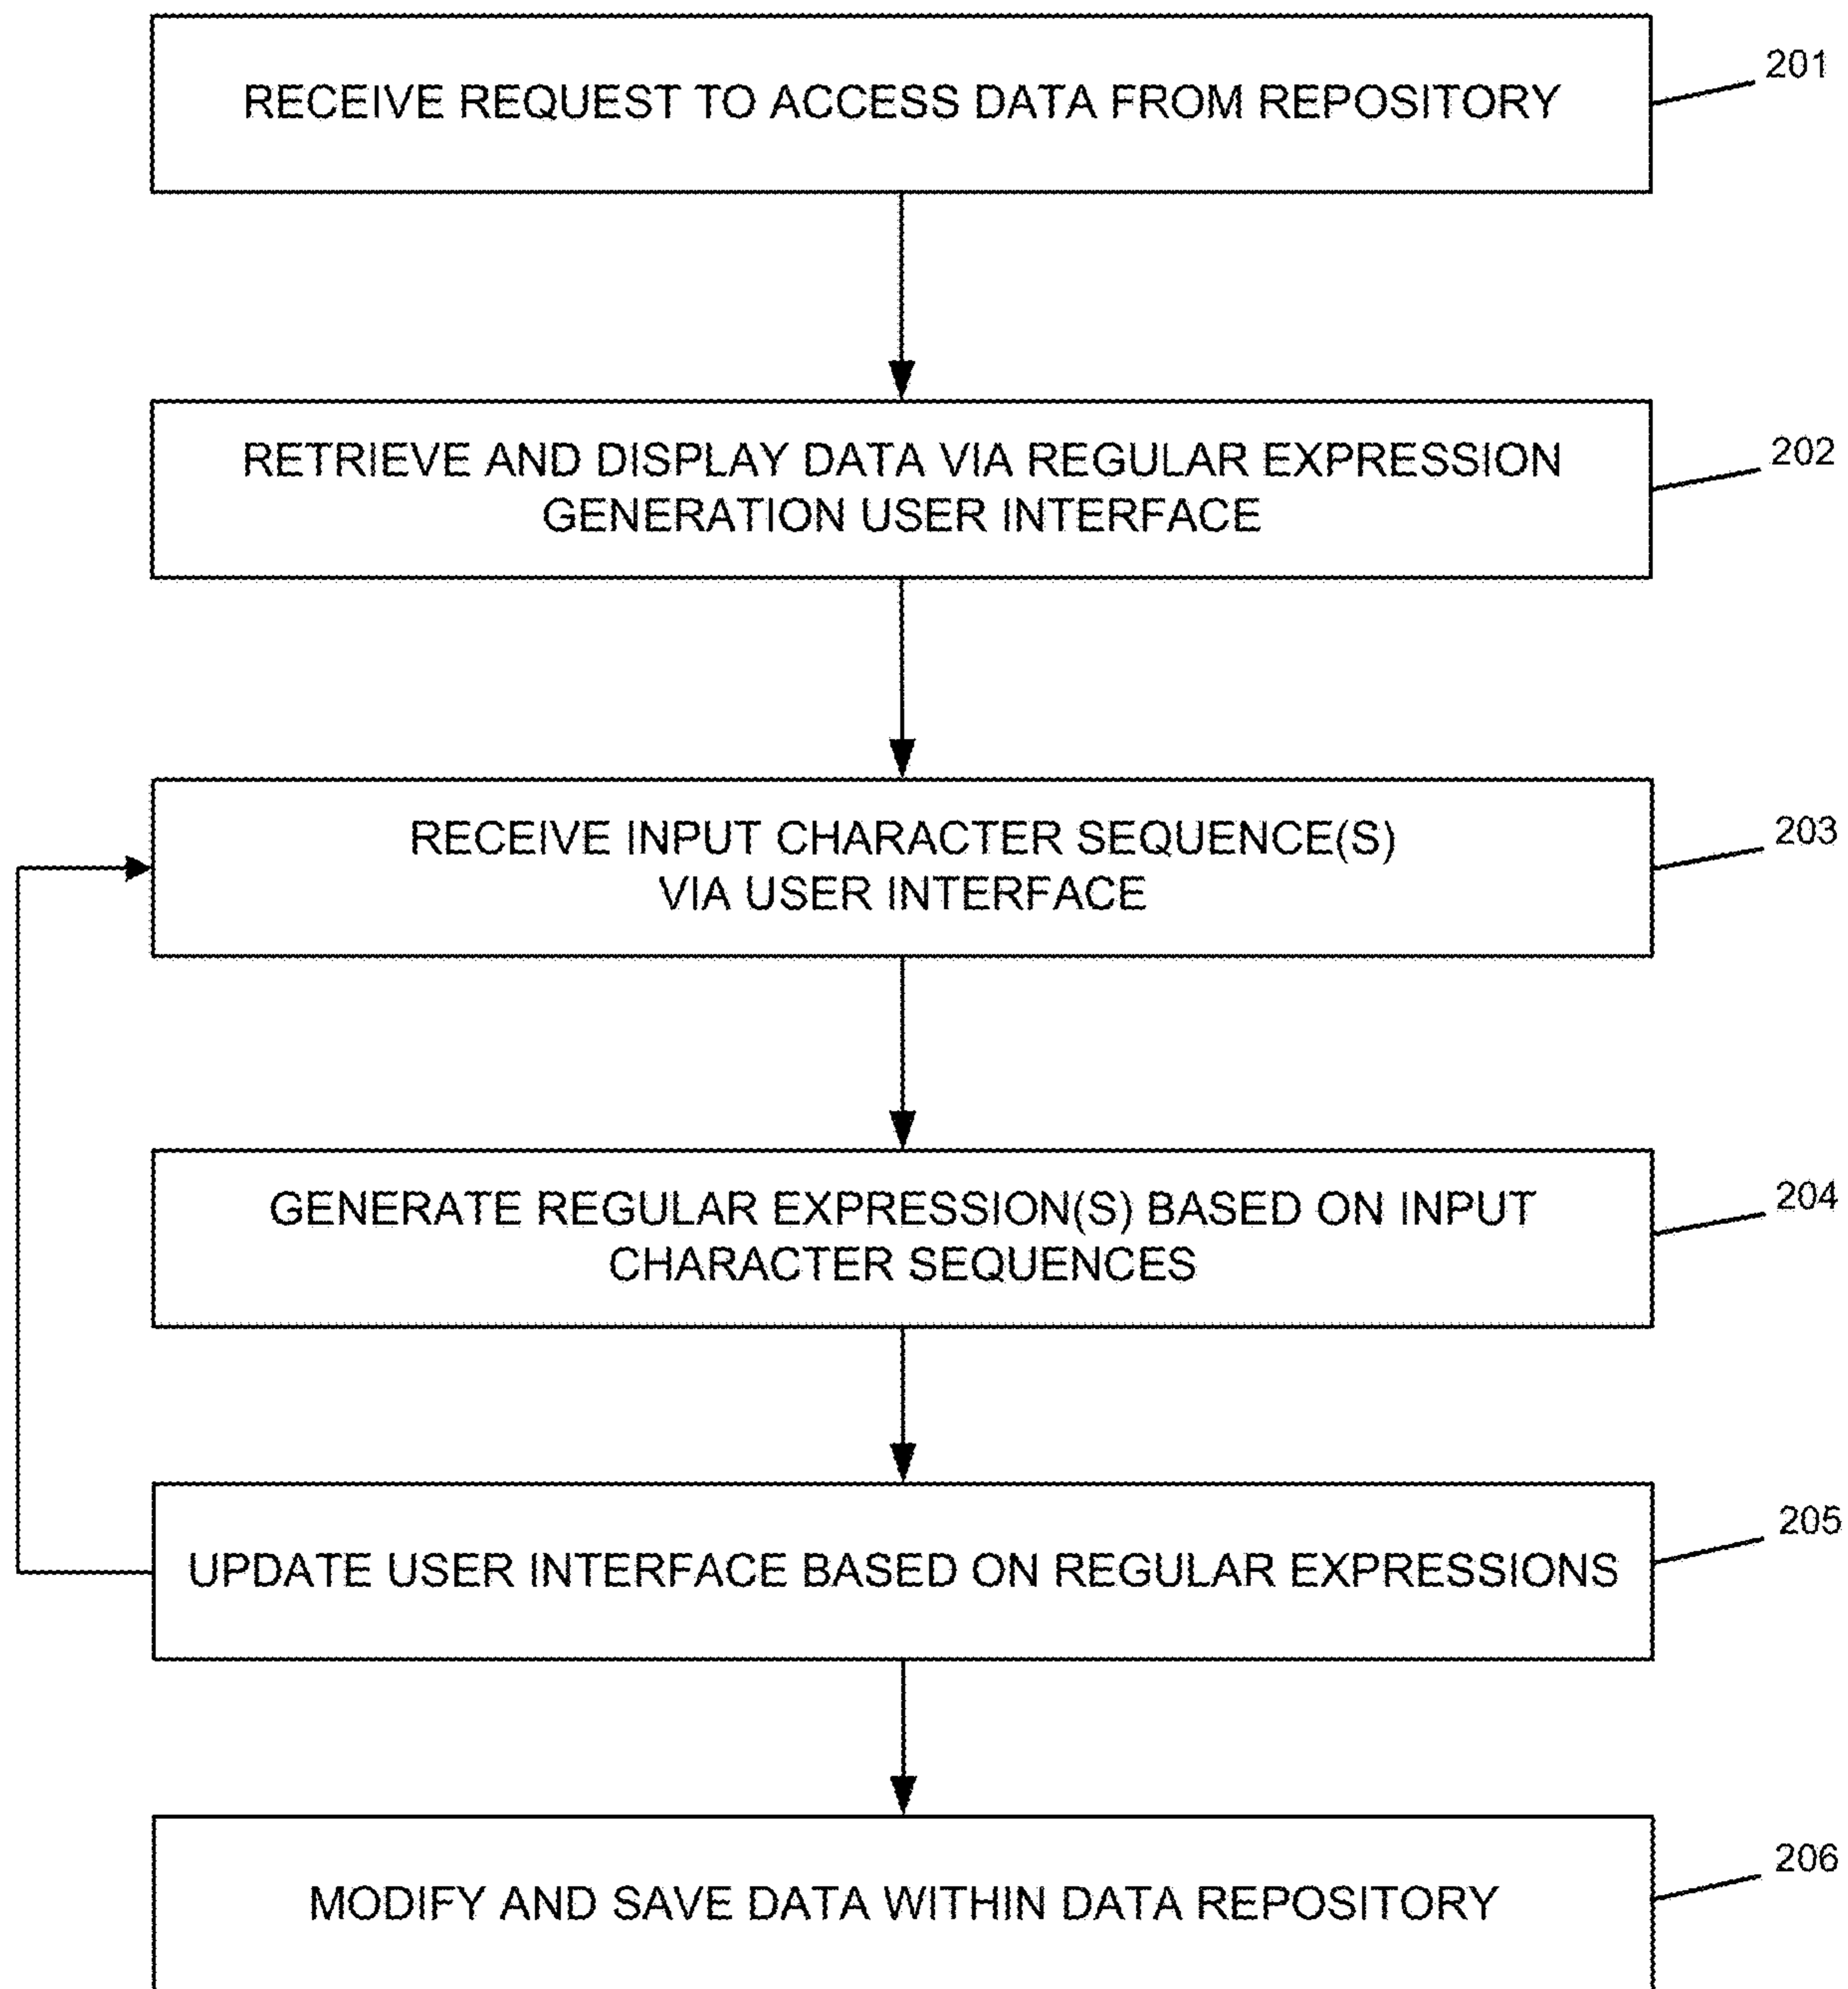 RECEIVE REQUEST TO ACCESS DATA FROM REPOSITORY
201
RETRIEVE AND DISPLAY DATA VIA REGULAR EXPRESSION
GENERATION USER INTERFACE
202
RECEIVE INPUT CHARACTER SEQUENCE(S)
VIA USER INTERFACE
203
GENERATE REGULAR EXPRESSION(S) BASED ON INPUT
CHARACTER SEQUENCES
204
UPDATE USER INTERFACE BASED ON REGULAR EXPRESSIONS
205
MODIFY AND SAVE DATA WITHIN DATA REPOSITORY
206